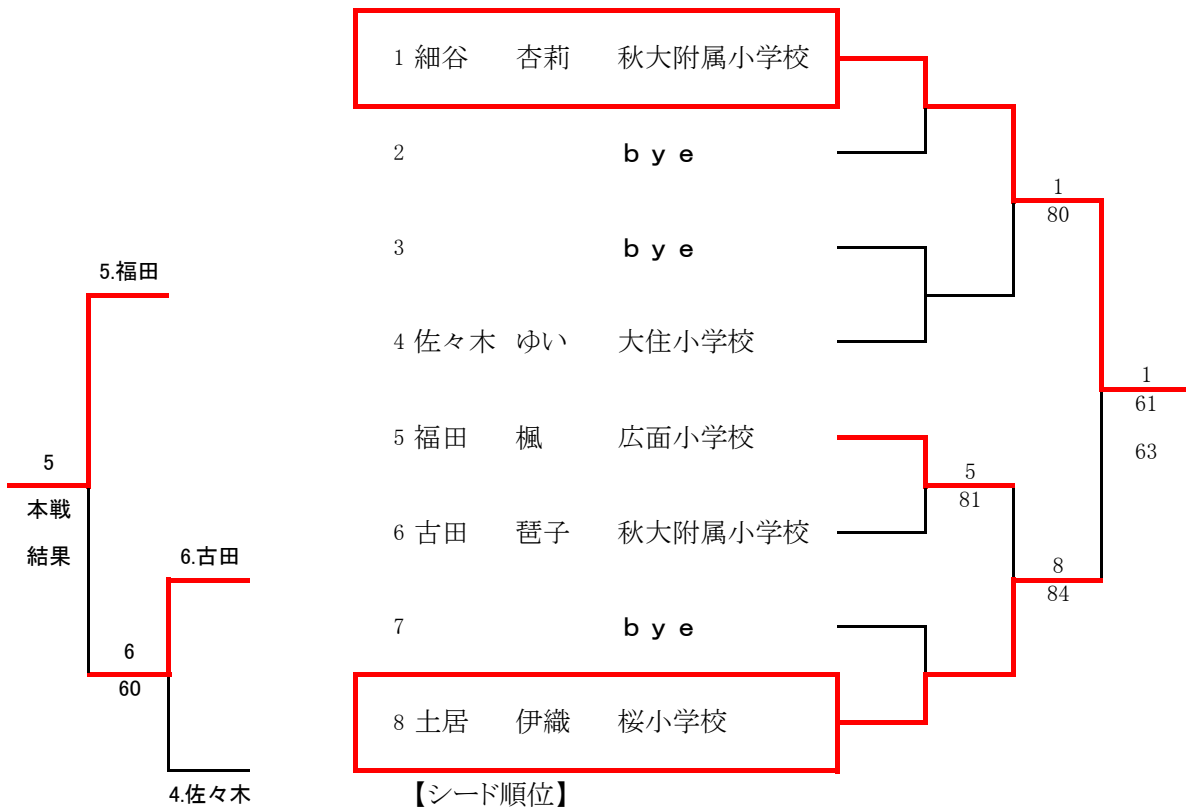 1 細谷 杏莉 秋大附属小学校
2 bye
3 bye
4 佐々木 ゆい 大住小学校
5 福田 楓 広面小学校
6 古田 琶子 秋大附属小学校
7 bye
8 土居 伊織 桜小学校
【シード順位】
1
80
5
81
8
84
1
61
63
5.福田
5
本戦
結果
6.古田
6
60
4.佐々木